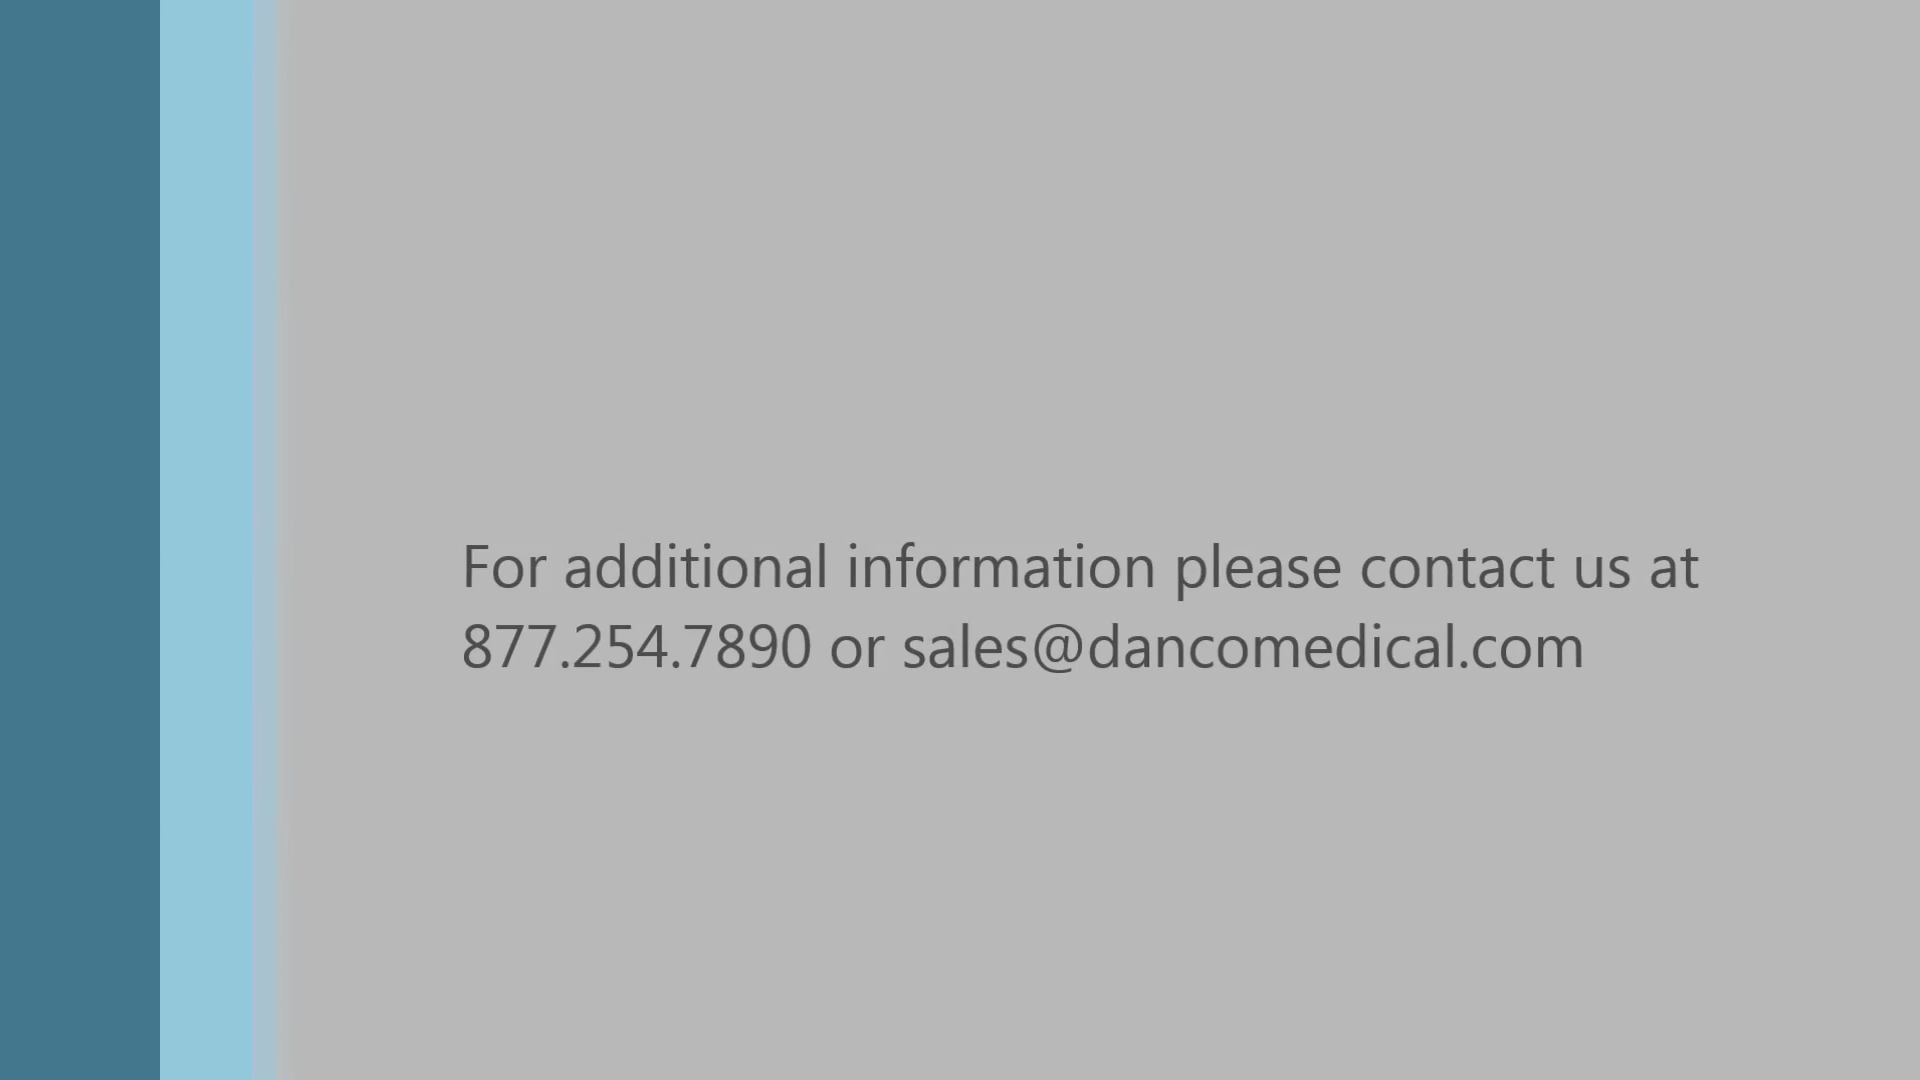 For additional information please contact us at
877.254.7890 or sales@dancomedical.com